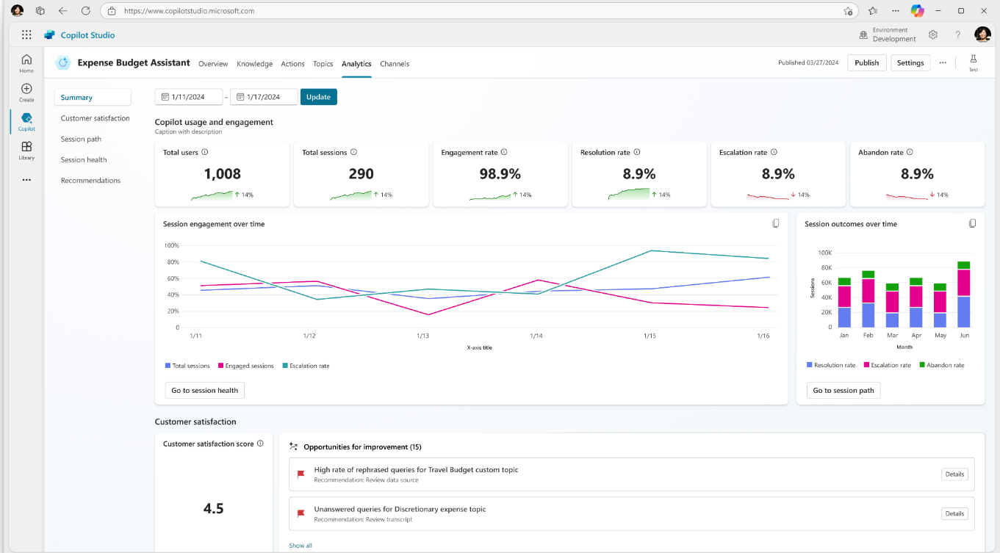 https://www.copilotstudio.microsoft.com
Copilot Studio
Environment
Development
?
Home
Create
Copilot
Library
Expense Budget Assistant
Overview
Knowledge
Actions
Topics
Analytics
Channels
Published 03/27/2024
Publish
Settings
Test
Summary
Customer satisfaction
Session path
Session health
Recommendations
1/11/2024
–
1/17/2024
Update
Copilot usage and engagement
Caption with description
Total users
1,008
14%
Total sessions
290
14%
Engagement rate
98.9%
14%
Resolution rate
8.9%
14%
Escalation rate
8.9%
14%
Abandon rate
8.9%
14%
Session engagement over time
100%
80%
60%
40%
20%
0
1/11
1/12
1/13
1/14
1/15
1/16
X-axis title
Total sessions
Engaged sessions
Escalation rate
Go to session health
Session outcomes over time
Sessions
100K
80K
60K
40K
20K
0
Jan
Feb
Mar
Apr
May
Jun
Month
Resolution rate
Escalation rate
Abandon rate
Go to session path
Customer satisfaction
Customer satisfaction score
4.5
Opportunities for improvement (15)
High rate of rephrased queries for Travel Budget custom topic
Recommendation: Review data source
Details
Unanswered queries for Discretionary expense topic
Recommendation: Review transcript
Details
Show all